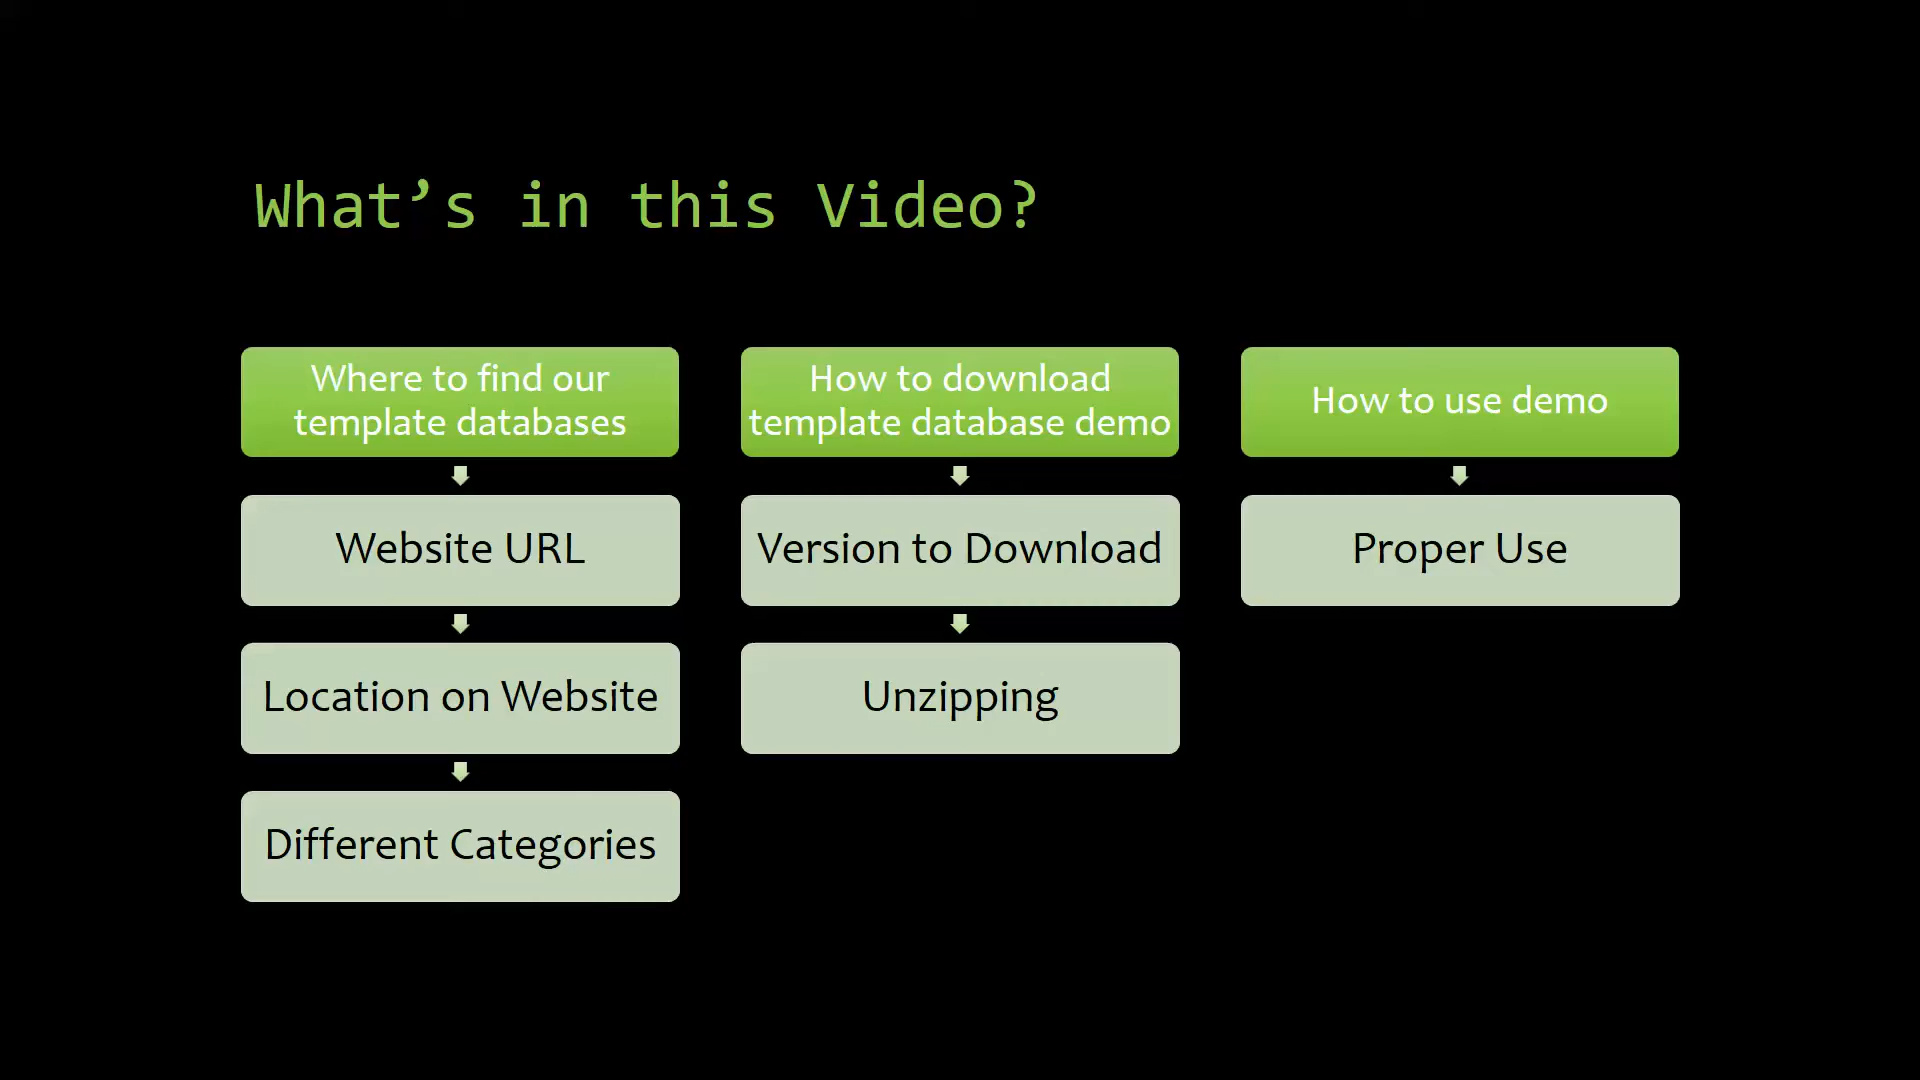 What’s in this Video?
Where to find our
template databases
Website URL
Location on Website
Different Categories
How to download
template database demo
Version to Download
Unzipping
How to use demo
Proper Use